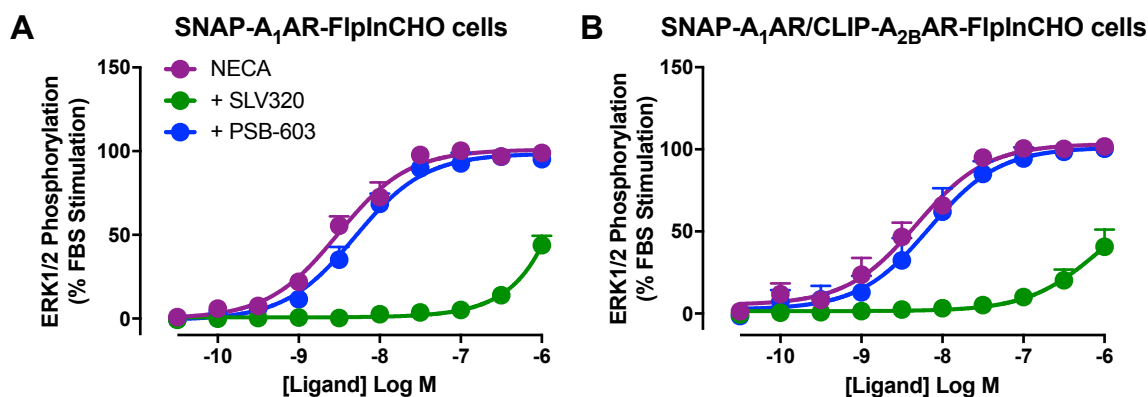 A
SNAP-A₁AR-FlpInCHO cells
ERK1/2 Phosphorylation
(% FBS Stimulation)
150
100
50
0
NECA
+ SLV320
+ PSB-603
-10
-9
-8
-7
-6
[Ligand] Log M
B
SNAP-A₁AR/CLIP-A₂BAR-FlpInCHO cells
ERK1/2 Phosphorylation
(% FBS Stimulation)
150
100
50
0
-10
-9
-8
-7
-6
[Ligand] Log M